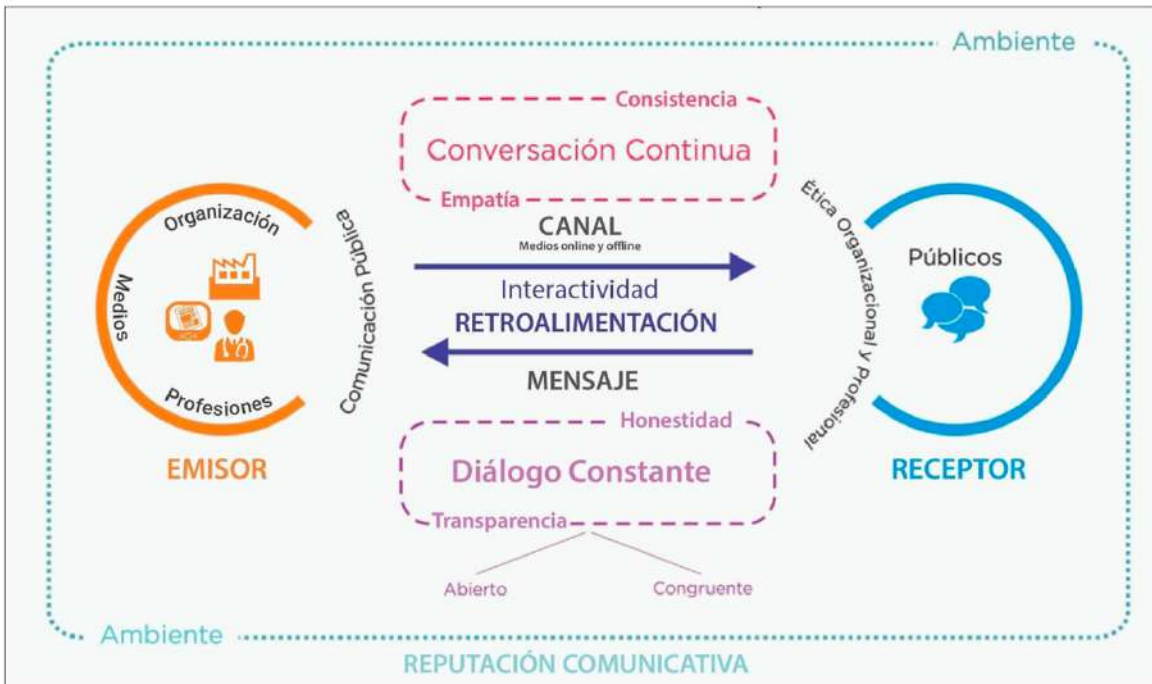 Ambiente
Consistencia
Conversación Continua
Empatía
CANAL
Medios online y offline
Interactividad
RETROALIMENTACIÓN
MENSAJE
Organización
Medios
Profesiones
EMISOR
Comunicación Pública
Ética Organizacional y Profesional
Públicos
RECEPTOR
Honestidad
Diálogo Constante
Transparencia
Abierto
Congruente
Ambiente
REPUTACIÓN COMUNICATIVA